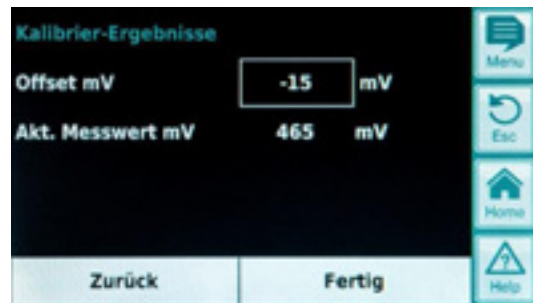 Kalibrier-Ergebnisse
Offset mV -15 mV
Akt. Messwert mV 465 mV
Zurück Fertig
Menu
Esc
Home
Help